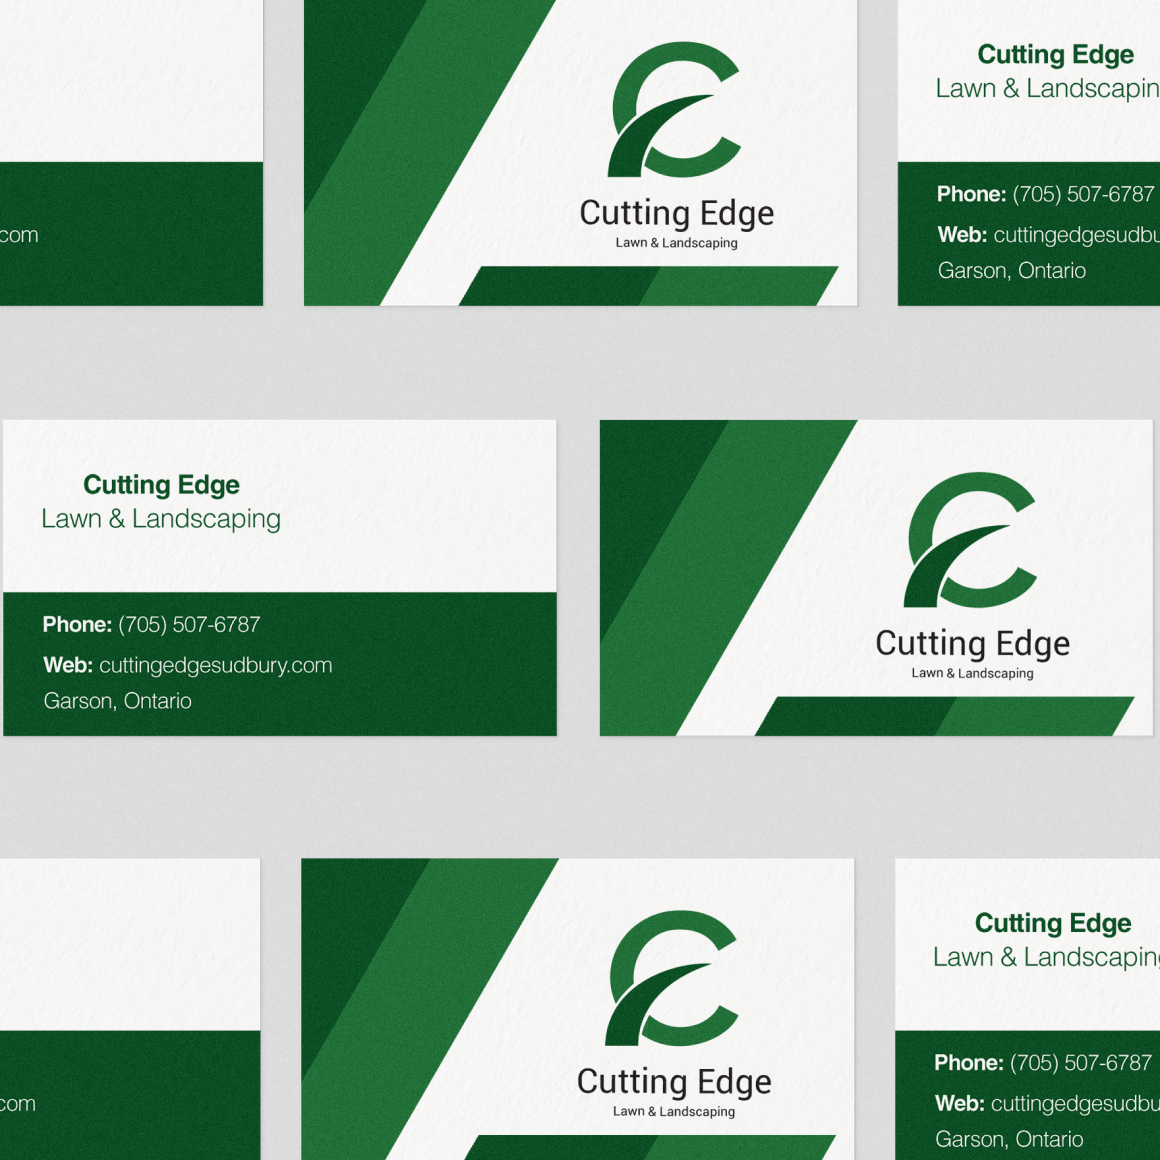 Cutting Edge
Lawn & Landscaping
Cutting Edge
Lawn & Landscapin
.com
Phone: (705) 507-6787
Web: cuttingedgesudbu
Garson, Ontario
Cutting Edge
Lawn & Landscaping
Phone: (705) 507-6787
Web: cuttingedgesudbury.com
Garson, Ontario
Cutting Edge
Lawn & Landscaping
Cutting Edge
Lawn & Landscaping
Cutting Edge
Lawn & Landscaping
.com
Phone: (705) 507-6787
Web: cuttingedgesudbu
Garson, Ontario